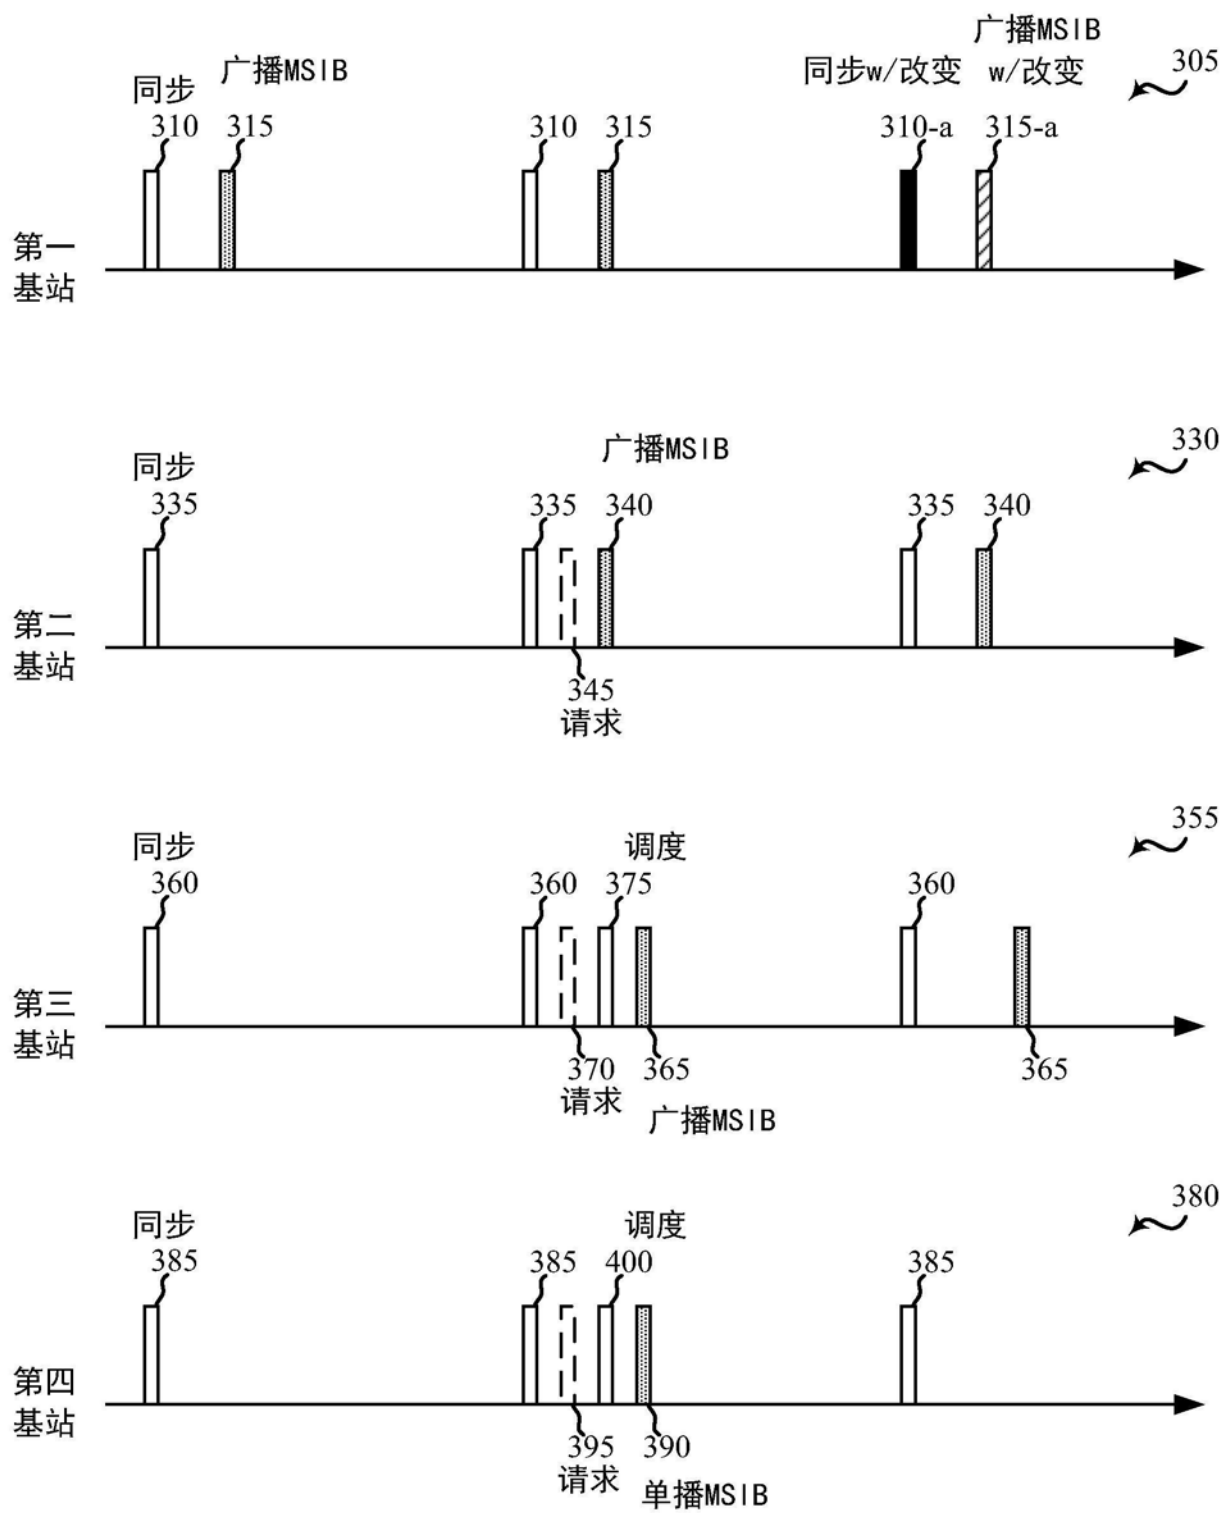 广播MSIB
同步 广播MSIB 同步w/改变 w/改变 305
310 315 310 315 310-a 315-a
第一
基站
广播MSIB 330
同步
335 335 340 335 340
第二
基站
345
请求
355
同步 调度
360 360 375 360
第三
基站
370 365 365
请求
广播MSIB
380
同步 调度
385 385 400 385
第四
基站
395 390
请求
单播MSIB